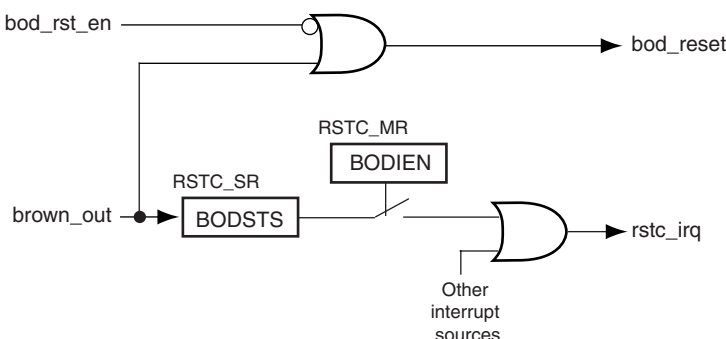 bod_rst_en
bod_reset
RSTC_MR
BODIEN
RSTC_SR
brown_out
BODSTS
rstc_irq
Other
interrupt
sources